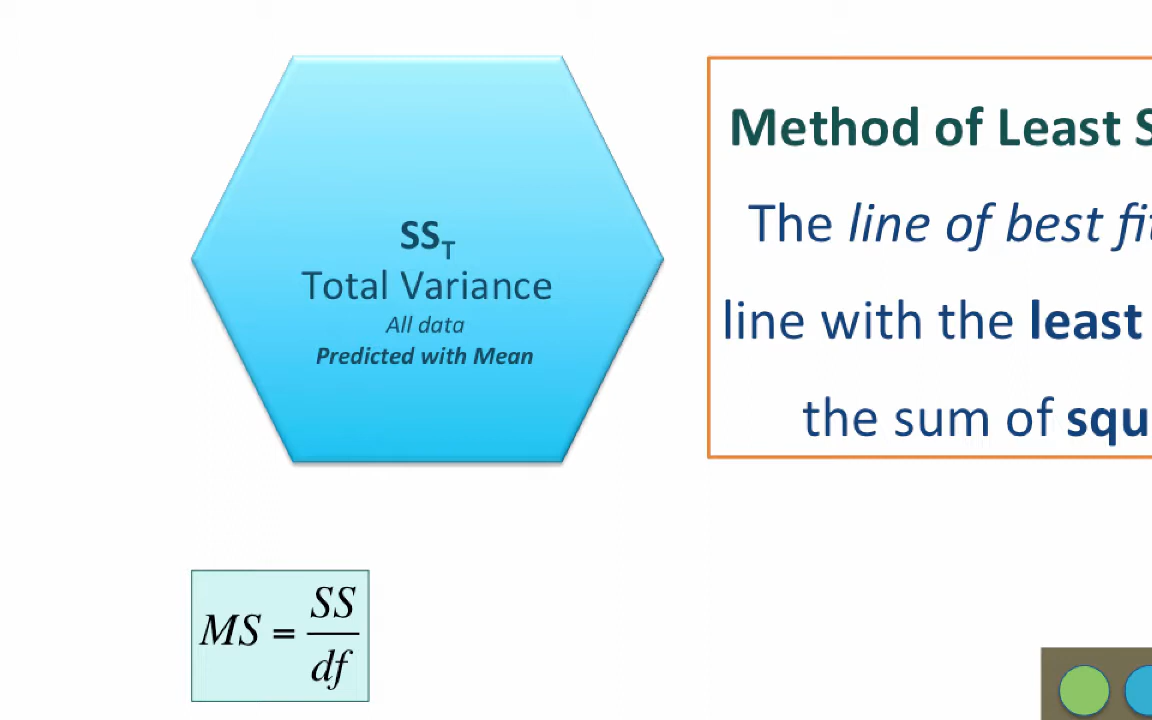 SS_T
Total Variance
All data
Predicted with Mean
Method of Least S
The line of best fit
line with the least
the sum of squ
MS = SS/df